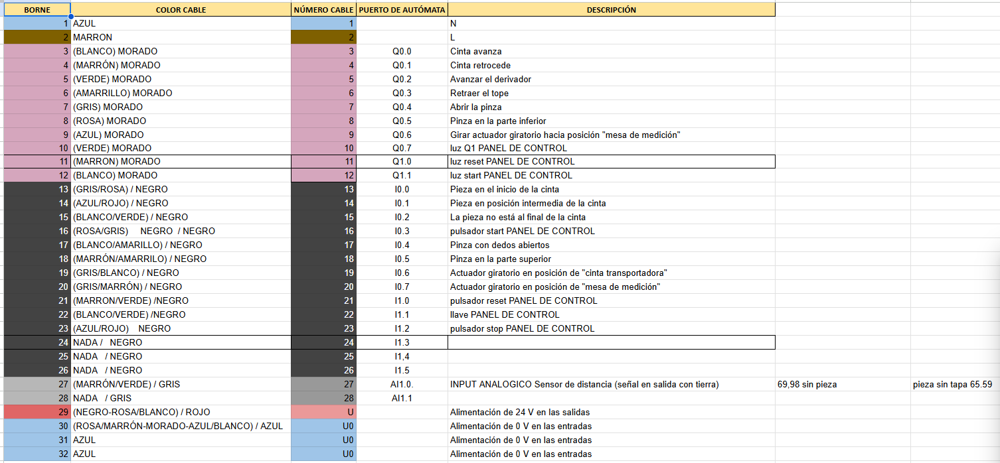 BORNE COLOR CABLE NÚMERO CABLE PUERTO DE AUTÓMATA DESCRIPCIÓN
1 AZUL 1 N
2 MARRON 2 L
3 (BLANCO) MORADO 3 Q0.0 Cinta avanza
4 (MARRÓN) MORADO 4 Q0.1 Cinta retrocede
5 (VERDE) MORADO 5 Q0.2 Avanzar el derivador
6 (AMARRILLO) MORADO 6 Q0.3 Retraer el tope
7 (GRIS) MORADO 7 Q0.4 Abrir la pinza
8 (ROSA) MORADO 8 Q0.5 Pinza en la parte inferior
9 (AZUL) MORADO 9 Q0.6 Girar actuador giratorio hacia posición "mesa de medición"
10 (VERDE) MORADO 10 Q0.7 luz Q1 PANEL DE CONTROL
11 (MARRON) MORADO 11 Q1.0 luz reset PANEL DE CONTROL
12 (BLANCO) MORADO 12 Q1.1 luz start PANEL DE CONTROL
13 (GRIS/ROSA) / NEGRO 13 I0.0 Pieza en el inicio de la cinta
14 (AZUL/ROJO) / NEGRO 14 I0.1 Pieza en posición intermedia de la cinta
15 (BLANCO/VERDE) / NEGRO 15 I0.2 La pieza no está al final de la cinta
16 (ROSA/GRIS) NEGRO / NEGRO 16 I0.3 pulsador start PANEL DE CONTROL
17 (BLANCO/AMARILLO) / NEGRO 17 I0.4 Pinza con dedos abiertos
18 (MARRÓN/AMARRILO) / NEGRO 18 I0.5 Pinza en la parte superior
19 (GRIS/BLANCO) / NEGRO 19 I0.6 Actuador giratorio en posición de "cinta transportadora"
20 (GRIS/MARRÓN) / NEGRO 20 I0.7 Actuador giratorio en posición de "mesa de medición"
21 (MARRON/VERDE) /NEGRO 21 I1.0 pulsador reset PANEL DE CONTROL
22 (BLANCO/VERDE) /NEGRO 22 I1.1 llave PANEL DE CONTROL
23 (AZUL/ROJO) NEGRO 23 I1.2 pulsador stop PANEL DE CONTROL
24 NADA / NEGRO 24 I1.3
25 NADA / NEGRO 25 I1,4
26 NADA / NEGRO 26 I1.5
27 (MARRÓN/VERDE) / GRIS 27 AI1.0. INPUT ANALOGICO Sensor de distancia (señal en salida con tierra) 69,98 sin pieza pieza sin tapa 65.59
28 NADA / GRIS 28 AI1.1
29 (NEGRO-ROSA/BLANCO) / ROJO U Alimentación de 24 V en las salidas
30 (ROSA/MARRÓN-MORADO-AZUL/BLANCO) / AZUL U0 Alimentación de 0 V en las entradas
31 AZUL U0 Alimentación de 0 V en las entradas
32 AZUL U0 Alimentación de 0 V en las entradas